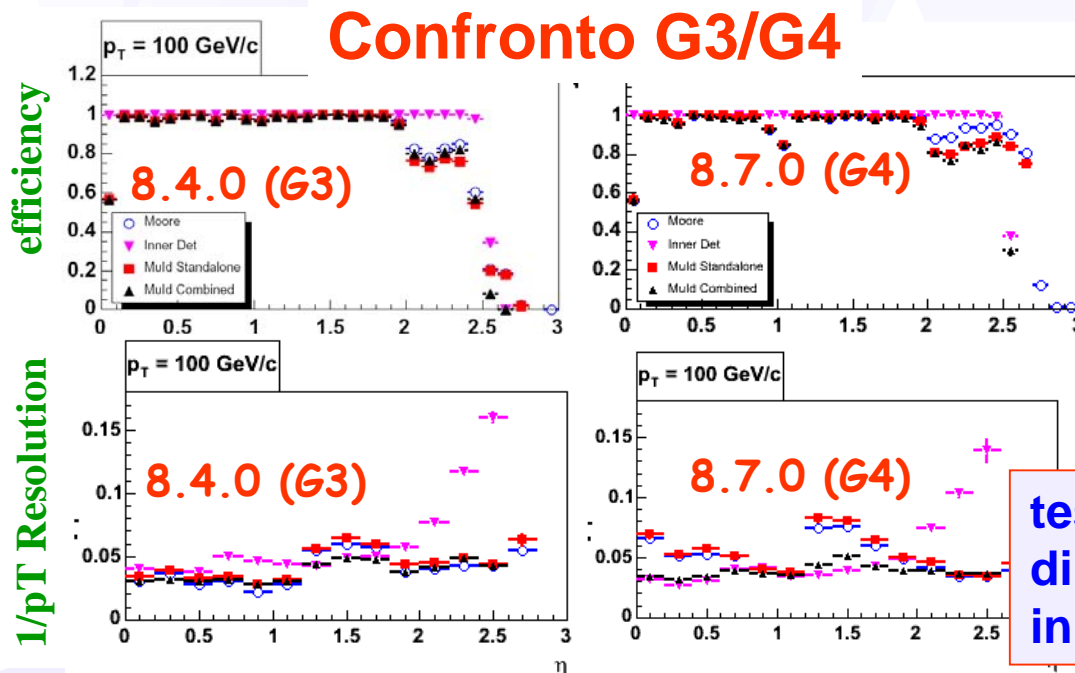 Confronto G3/G4
p_T = 100 GeV/c
efficiency
1.2
1
0.8
0.6
0.4
0.2
0
8.4.0 (G3)
Moore
Inner Det
MuId Standalone
MuId Combined
0 0.5 1 1.5 2 2.5 3
1
0.8
0.6
0.4
0.2
0
8.7.0 (G4)
Moore
Inner Det
MuId Standalone
MuId Combined
0 0.5 1 1.5 2 2.5 3
1/pT Resolution
p_T = 100 GeV/c
0.15
0.1
0.05
0
8.4.0 (G3)
0 0.5 1 1.5 2 2.5 3
η
p_T = 100 GeV/c
0.15
0.1
0.05
0
8.7.0 (G4)
0 0.5 1 1.5 2 2.5
di
in